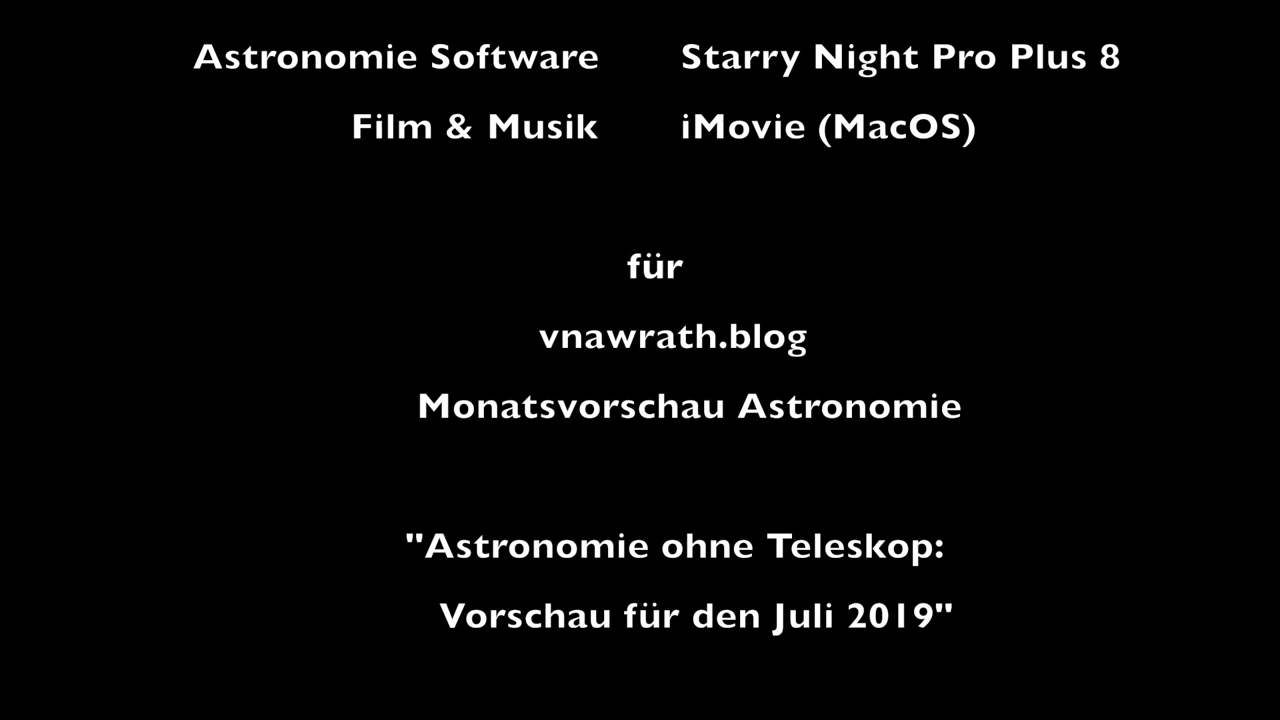 Astronomie Software Starry Night Pro Plus 8
Film & Musik iMovie (MacOS)
für
vnawrath.blog
Monatsvorschau Astronomie
"Astronomie ohne Teleskop:
Vorschau für den Juli 2019"